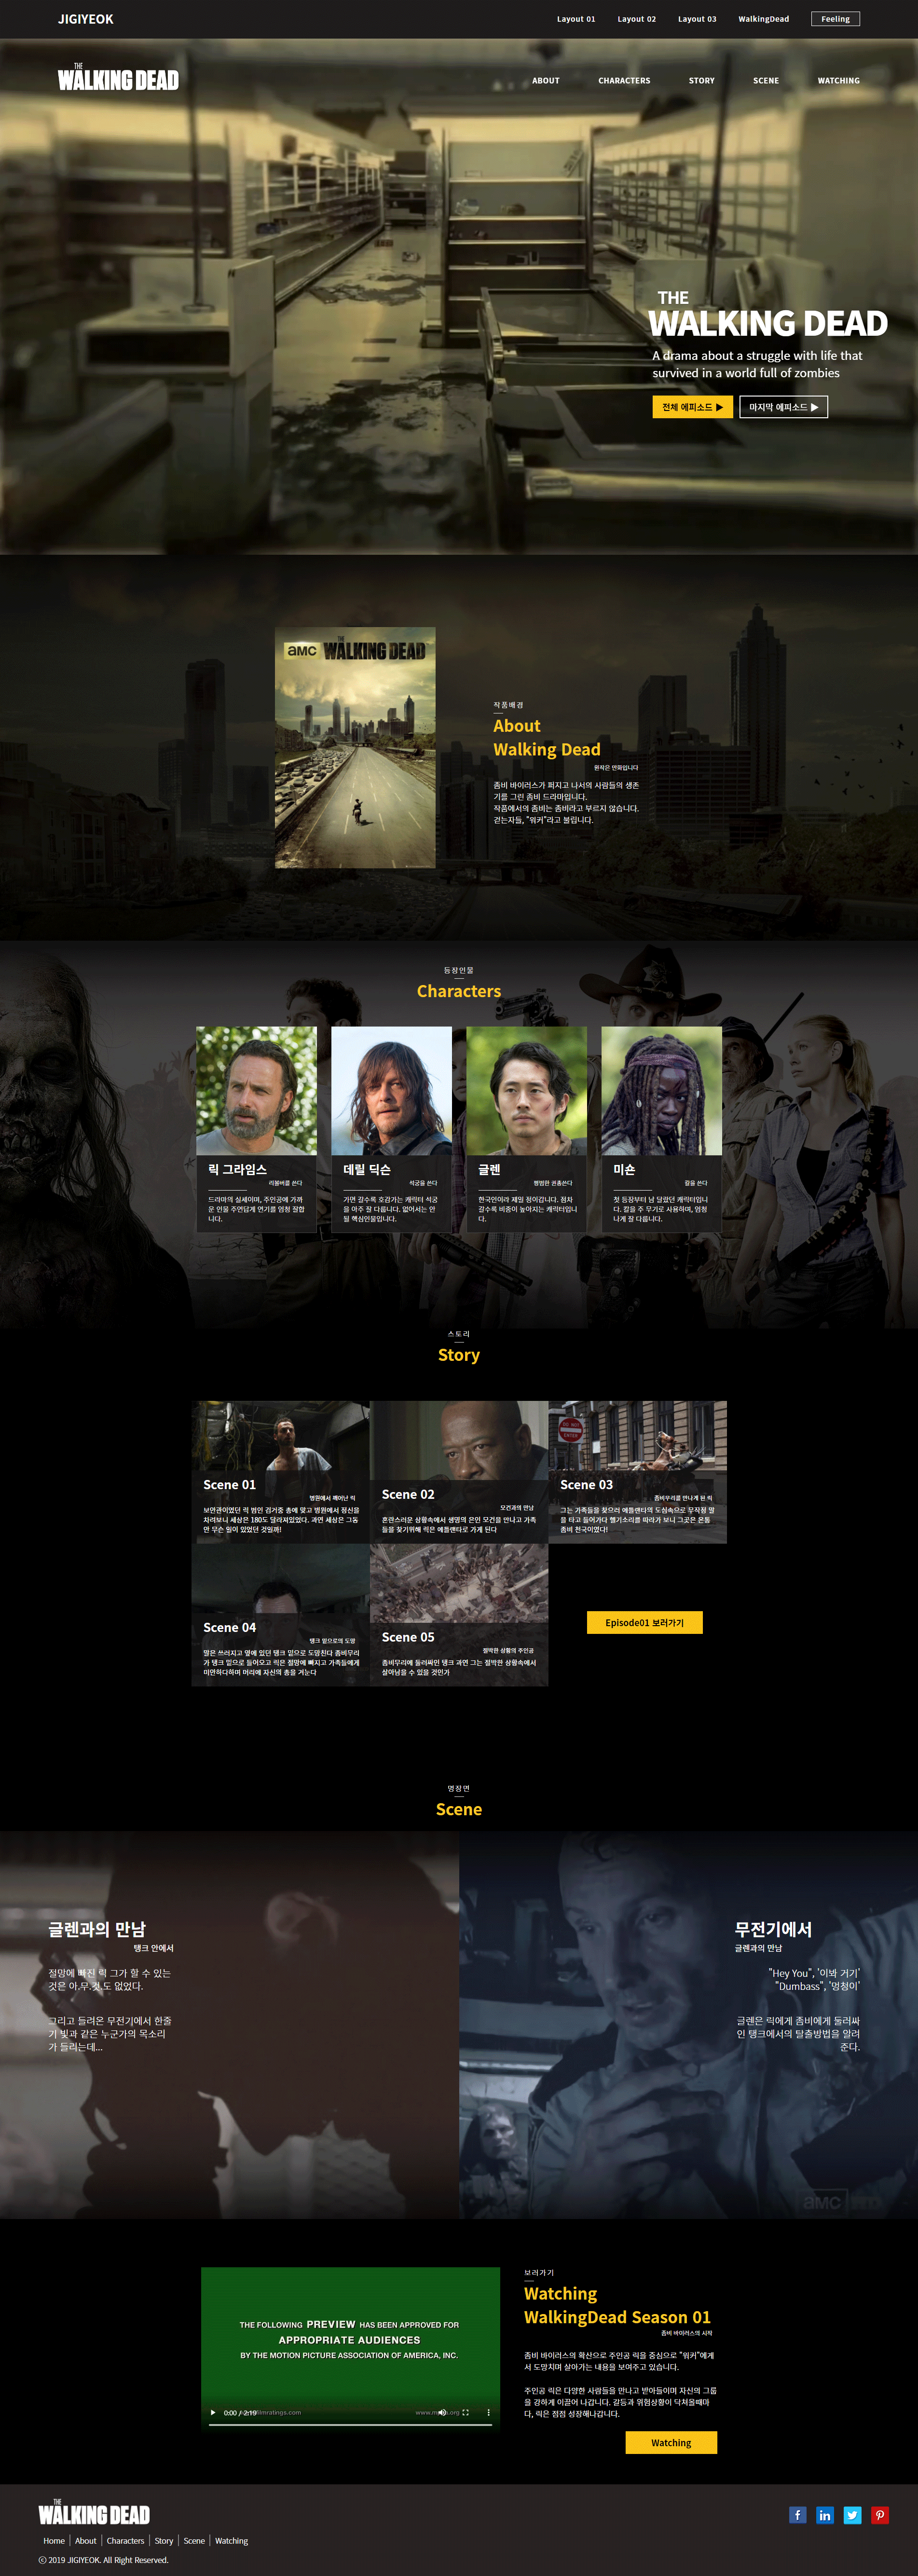 JIGIYEOK
Layout 01 Layout 02 Layout 03 WalkingDead Feeling
THE
WALKING DEAD
ABOUT CHARACTERS STORY SCENE WATCHING
THE
WALKING DEAD
A drama about a struggle with life that
survived in a world full of zombies
전체 에피소드 ▶ 마지막 에피소드 ▶
amc THE WALKING DEAD
작품배경
About
Walking Dead
원작은 만화입니다
좀비 바이러스가 퍼지고 나서의 사람들의 생존
기를 그린 좀비 드라마입니다.
작품에서의 좀비는 좀비라고 부르지 않습니다.
걷는자들, "워커"라고 불립니다.
등장인물
Characters
릭 그라임스
리볼버를 쓴다
드라마의 실세이며, 주인공에 가까
운 인물 주연답게 연기를 엄청 잘합
니다.
데릴 딕슨
석궁을 쓴다
가면 갈수록 호감가는 캐릭터 석궁
을 아주 잘 다룹니다. 없어서는 안
될 핵심인물입니다.
글렌
평범한 권총쓴다
한국인이라 제일 정이갑니다. 점차
갈수록 비중이 높아지는 캐릭터입니
다.
미숀
칼을 쓴다
첫 등장부터 남 달랐던 캐릭터입니
다. 칼을 주 무기로 사용하며, 엄청
나게 잘 다룹니다.
스토리
Story
Scene 01
병원에서 깨어난 릭
보안관이었던 릭 범인 검거중 총에 맞고 병원에서 정신을
차려보니 세상은 180도 달라져있었다. 과연 세상은 그동
안 무슨 일이 있었던 것일까!
Scene 02
모건과의 만남
혼란스러운 상황속에서 생명의 은인 모건을 만나고 가족
들을 찾기위해 릭은 애틀랜타로 가게 된다
DO NOT
ENTER
Scene 03
좀비무리를 만나게 된 릭
그는 가족들을 찾으러 애틀랜타의 도심속으로 무작정 말
을 타고 들어가다 헬기소리를 따라가 보니 그곳은 온통
좀비 천국이였다!
Scene 04
탱크 밑으로의 도망
말은 쓰러지고 옆에 있던 탱크 밑으로 도망친다 좀비무리
가 탱크 밑으로 들어오고 릭은 절망에 빠지고 가족들에게
미안하다하며 머리에 자신의 총을 겨눈다
Scene 05
절박한 상황의 주인공
좀비무리에 둘러싸인 탱크 과연 그는 절박한 상황속에서
살아남을 수 있을 것인가
Episode01 보러가기
명장면
Scene
글렌과의 만남
탱크 안에서
절망에 빠진 릭 그가 할 수 있는
것은 아.무.것.도 없었다.
그리고 들려온 무전기에서 한줄
기 빛과 같은 누군가의 목소리
가 들리는데...
무전기에서
글렌과의 만남
"Hey You", '이봐 거기'
"Dumbass", '멍청이'
글렌은 릭에게 좀비에게 둘러싸
인 탱크에서의 탈출방법을 알려
준다.
amc
THE FOLLOWING PREVIEW HAS BEEN APPROVED FOR
APPROPRIATE AUDIENCES
BY THE MOTION PICTURE ASSOCIATION OF AMERICA, INC.
0:00 / 2:19
보러가기
Watching
WalkingDead Season 01
좀비 바이러스의 시작
좀비 바이러스의 확산으로 주인공 릭을 중심으로 "워커"에게
서 도망치며 살아가는 내용을 보여주고 있습니다.
주인공 릭은 다양한 사람들을 만나고 받아들이며 자신의 그룹
을 강하게 이끌어 나갑니다. 갈등과 위험상황이 닥쳐올때마
다, 릭은 점점 성장해나갑니다.
Watching
THE
WALKING DEAD
Home About Characters Story Scene Watching
ⓒ 2019 JIGIYEOK. All Right Reserved.